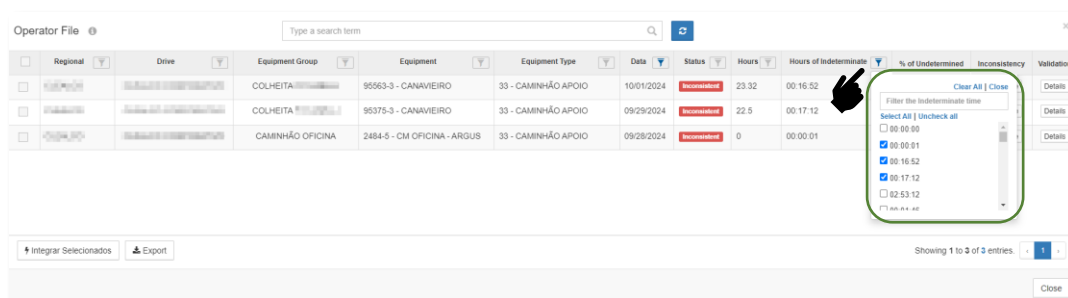 Operator File
Type a search term
×
Regional Drive Equipment Group Equipment Equipment Type Data Status Hours Hours of Indeterminate % of Undetermined Inconsistency Validation
COLHEITA 95563-3 - CANAVIEIRO 33 - CAMINHÃO APOIO 10/01/2024 Inconsistent 23.32 00:16:52 Details
COLHEITA 95375-3 - CANAVIEIRO 33 - CAMINHÃO APOIO 09/29/2024 Inconsistent 22.5 00:17:12 Details
CAMINHÃO OFICINA 2484-5 - CM OFICINA - ARGUS 33 - CAMINHÃO APOIO 09/28/2024 Inconsistent 0 00:00:01 Details
Clear All | Close
Filter the Indeterminate time
Select All | Uncheck all
00:00:00
00:00:01
00:16:52
00:17:12
02:53:12
Integrar Selecionados Export Showing 1 to 3 of 3 entries. ‹ 1 ›
Close